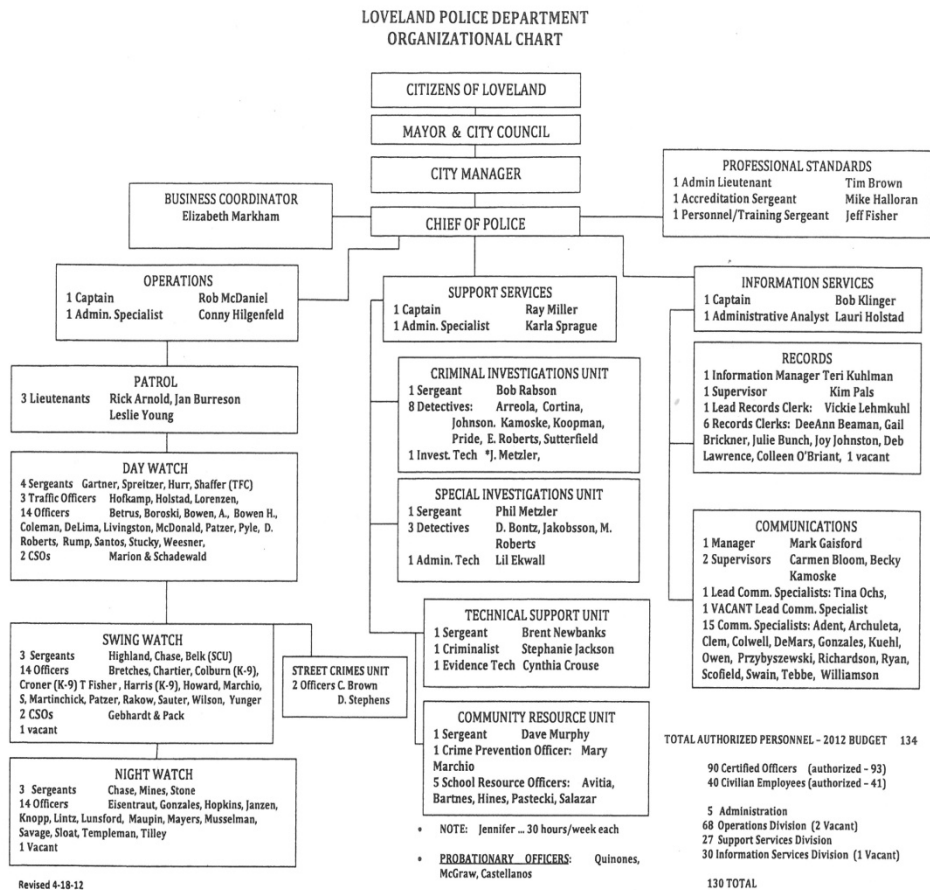 LOVELAND POLICE DEPARTMENT
ORGANIZATIONAL CHART
CITIZENS OF LOVELAND
MAYOR & CITY COUNCIL
CITY MANAGER
CHIEF OF POLICE
BUSINESS COORDINATOR
Elizabeth Markham
PROFESSIONAL STANDARDS
1 Admin Lieutenant Tim Brown
1 Accreditation Sergeant Mike Halloran
1 Personnel/Training Sergeant Jeff Fisher
OPERATIONS
1 Captain Rob McDaniel
1 Admin. Specialist Conny Hilgenfeld
PATROL
3 Lieutenants Rick Arnold, Jan Burreson
Leslie Young
DAY WATCH
4 Sergeants Gartner, Spreitzer, Hurr, Shaffer (TFC)
3 Traffic Officers Hofkamp, Holstad, Lorenzen,
14 Officers Betrus, Boroski, Bowen, A., Bowen H.,
Coleman, DeLima, Livingston, McDonald, Patzer, Pyle, D.
Roberts, Rump, Santos, Stucky, Weesner,
2 CSOs Marion & Schadewald
SWING WATCH
3 Sergeants Highland, Chase, Belk (SCU)
14 Officers Bretches, Chartier, Colburn (K-9),
Croner (K-9) T Fisher , Harris (K-9), Howard, Marchio,
S, Martinchick, Patzer, Rakow, Sauter, Wilson, Yunger
2 CSOs Gebhardt & Pack
1 vacant
STREET CRIMES UNIT
2 Officers C. Brown
D. Stephens
NIGHT WATCH
3 Sergeants Chase, Mines, Stone
14 Officers Eisentraut, Gonzales, Hopkins, Janzen,
Knopp, Lintz, Lunsford, Maupin, Mayers, Musselman,
Savage, Sloat, Templeman, Tilley
1 Vacant
Revised 4-18-12
SUPPORT SERVICES
1 Captain Ray Miller
1 Admin. Specialist Karla Sprague
CRIMINAL INVESTIGATIONS UNIT
1 Sergeant Bob Rabson
8 Detectives: Arreola, Cortina,
Johnson. Kamoske, Koopman,
Pride, E. Roberts, Sutterfield
1 Invest. Tech *J. Metzler,
SPECIAL INVESTIGATIONS UNIT
1 Sergeant Phil Metzler
3 Detectives D. Bontz, Jakobsson, M.
Roberts
1 Admin. Tech Lil Ekwall
TECHNICAL SUPPORT UNIT
1 Sergeant Brent Newbanks
1 Criminalist Stephanie Jackson
1 Evidence Tech Cynthia Crouse
COMMUNITY RESOURCE UNIT
1 Sergeant Dave Murphy
1 Crime Prevention Officer: Mary
Marchio
5 School Resource Officers: Avitia,
Bartnes, Hines, Pastecki, Salazar
* NOTE: Jennifer ... 30 hours/week each
* PROBATIONARY OFFICERS: Quinones,
McGraw, Castellanos
INFORMATION SERVICES
1 Captain Bob Klinger
1 Administrative Analyst Lauri Holstad
RECORDS
1 Information Manager Teri Kuhlman
1 Supervisor Kim Pals
1 Lead Records Clerk: Vickie Lehmkuhl
6 Records Clerks: DeeAnn Beaman, Gail
Brickner, Julie Bunch, Joy Johnston, Deb
Lawrence, Colleen O'Briant, 1 vacant
COMMUNICATIONS
1 Manager Mark Gaisford
2 Supervisors Carmen Bloom, Becky
Kamoske
1 Lead Comm. Specialists: Tina Ochs,
1 VACANT Lead Comm. Specialist
15 Comm. Specialists: Adent, Archuleta,
Clem, Colwell, DeMars, Gonzales, Kuehl,
Owen, Przybyszewski, Richardson, Ryan,
Scofield, Swain, Tebbe, Williamson
TOTAL AUTHORIZED PERSONNEL – 2012 BUDGET 134
90 Certified Officers (authorized – 93)
40 Civilian Employees (authorized – 41)
5 Administration
68 Operations Division (2 Vacant)
27 Support Services Division
30 Information Services Division (1 Vacant)
130 TOTAL